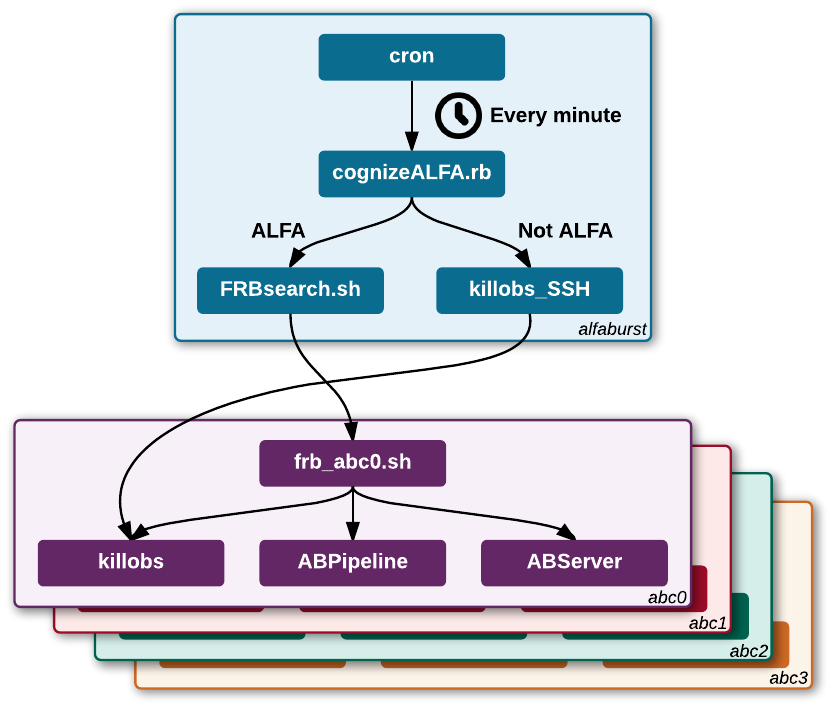 cron
Every minute
cognizeALFA.rb
ALFA
Not ALFA
FRBsearch.sh
killobs_SSH
alfaburst
frb_abc0.sh
killobs
ABPipeline
ABServer
abc0
abc1
abc2
abc3